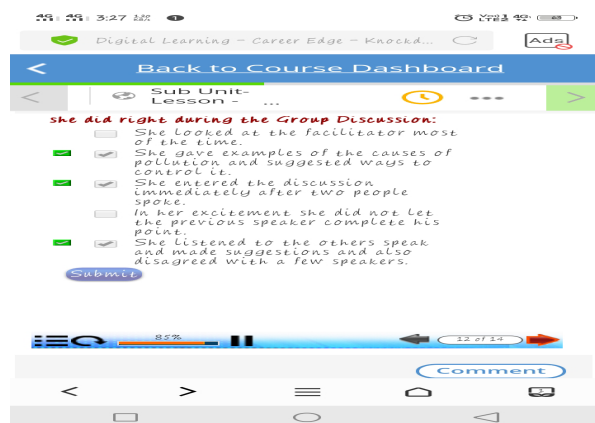 4G 4G 3:27
Digital Learning - Career Edge - Knockd...
Ads
Back to Course Dashboard
Sub Unit-
Lesson - ...
she did right during the Group Discussion:
She looked at the facilitator most
of the time.
She gave examples of the causes of
pollution and suggested ways to
control it.
She entered the discussion
immediately after two people
spoke.
In her excitement she did not let
the previous speaker complete his
point.
She listened to the others speak
and made suggestions and also
disagreed with a few speakers.
Submit
85%
12 of 14
Comment